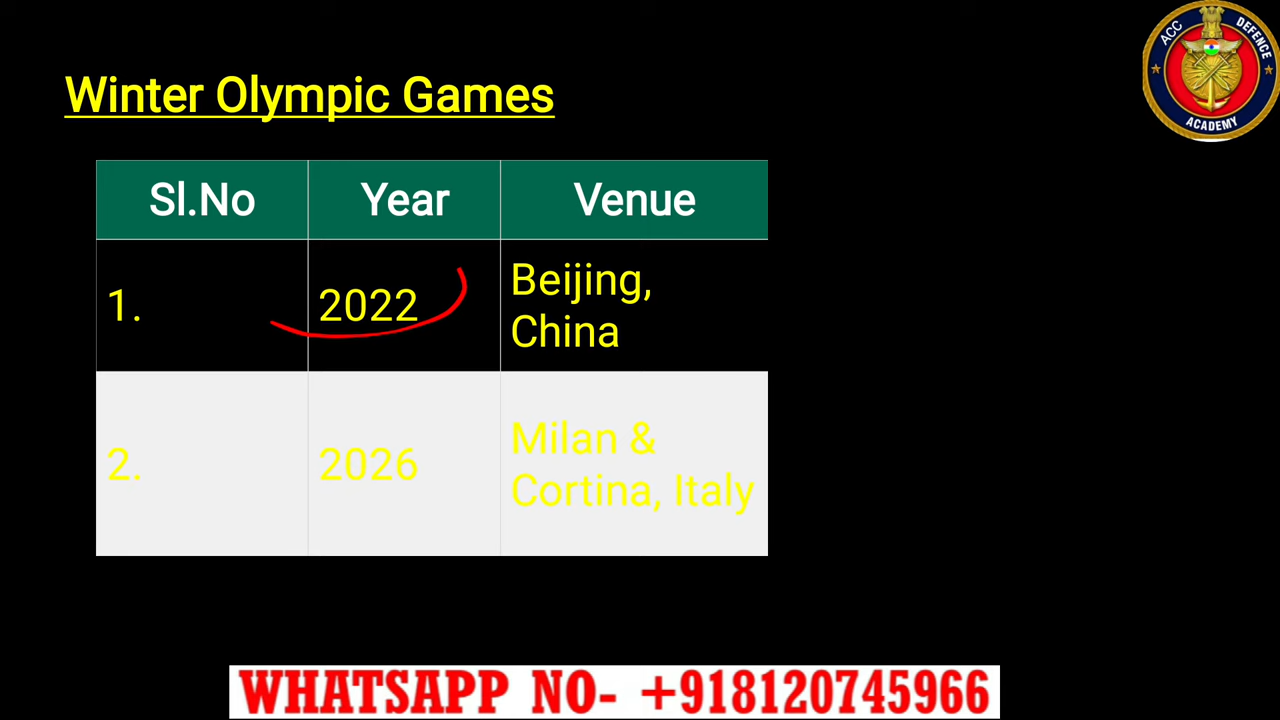 ACC DEFENCE
ACADEMY
Winter Olympic Games
Sl.No Year Venue
1. 2022 Beijing,
China
2. 2026 Milan &
Cortina, Italy
WHATSAPP NO- +918120745966